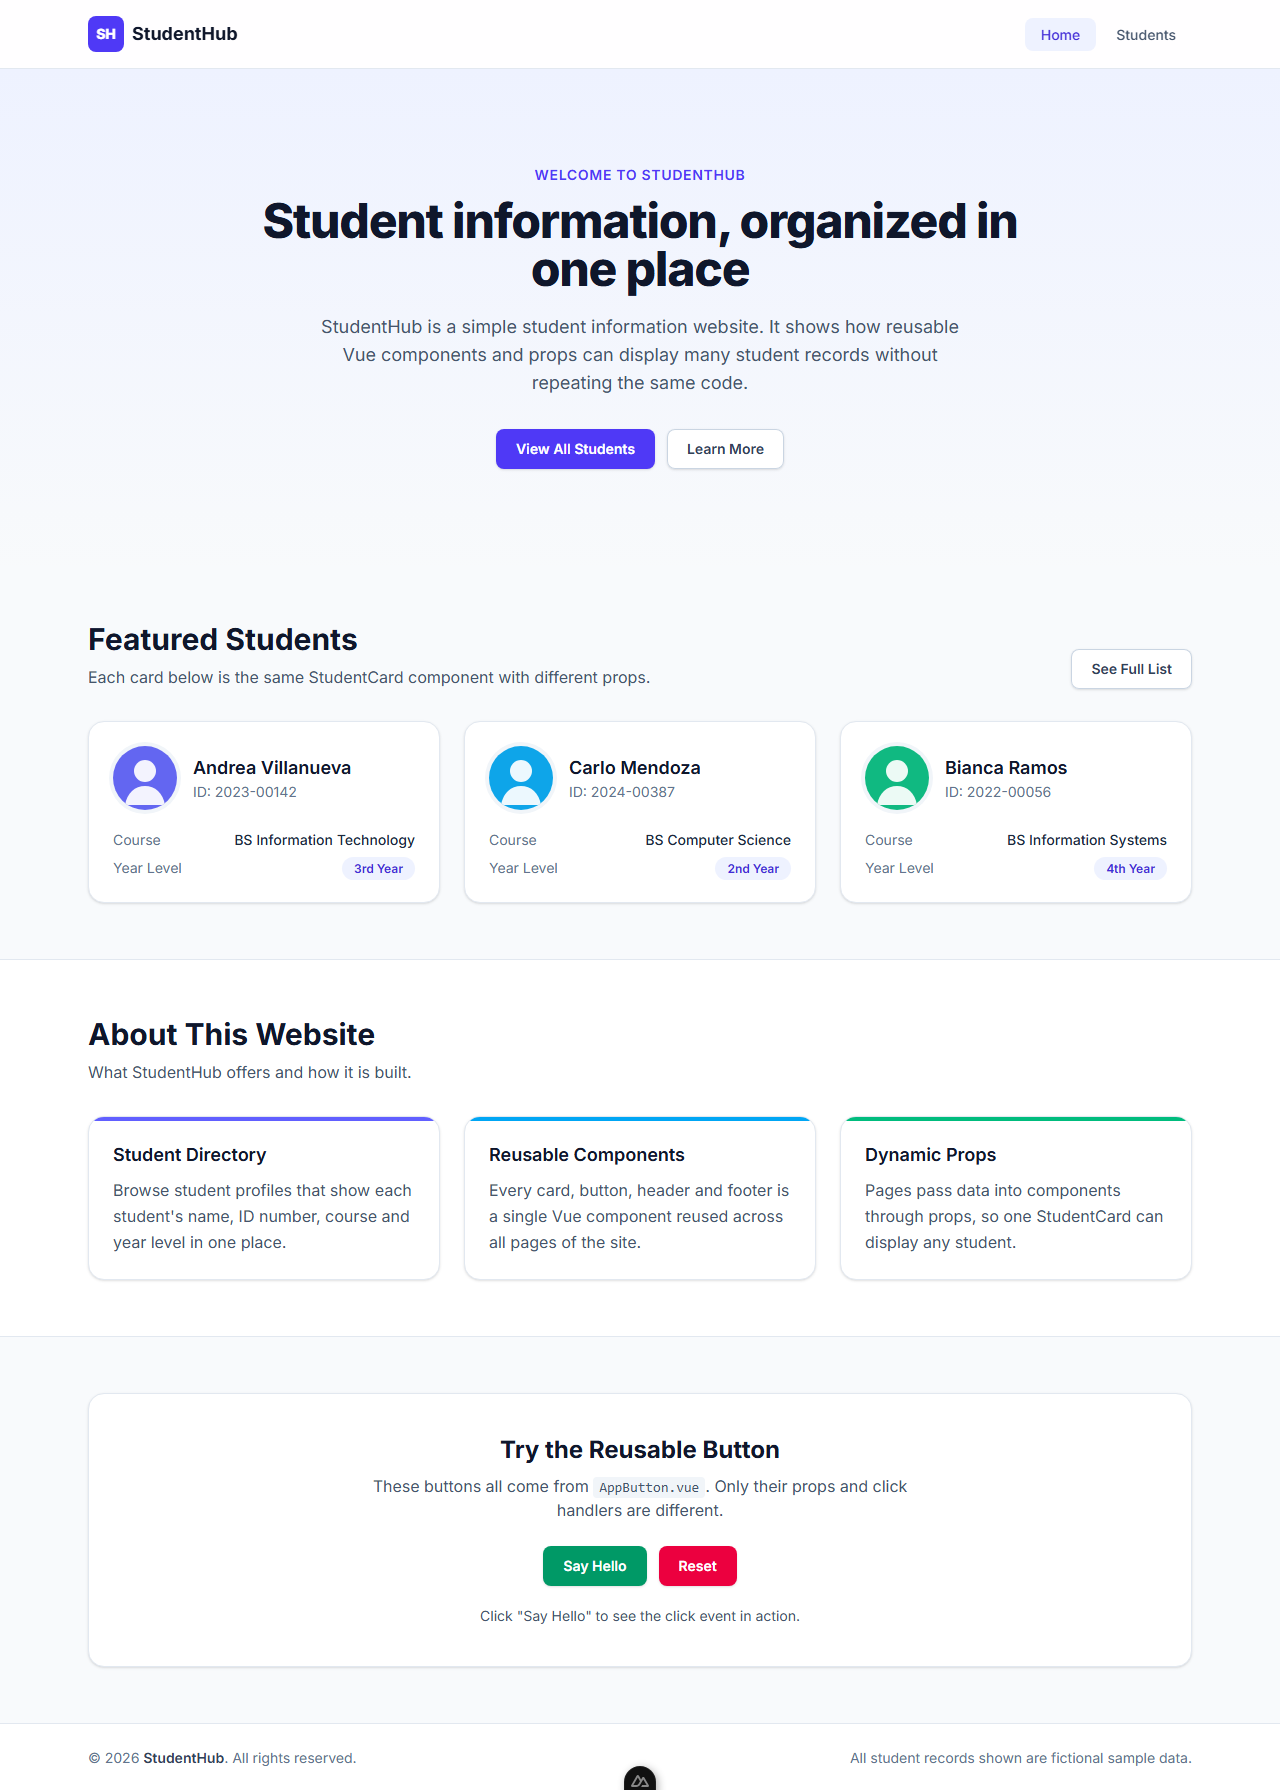 SH StudentHub
Home Students
WELCOME TO STUDENTHUB
Student information, organized in
one place
StudentHub is a simple student information website. It shows how reusable
Vue components and props can display many student records without
repeating the same code.
View All Students Learn More
Featured Students
Each card below is the same StudentCard component with different props.
See Full List
Andrea Villanueva
ID: 2023-00142
Course BS Information Technology
Year Level 3rd Year
Carlo Mendoza
ID: 2024-00387
Course BS Computer Science
Year Level 2nd Year
Bianca Ramos
ID: 2022-00056
Course BS Information Systems
Year Level 4th Year
About This Website
What StudentHub offers and how it is built.
Student Directory
Browse student profiles that show each
student's name, ID number, course and
year level in one place.
Reusable Components
Every card, button, header and footer is
a single Vue component reused across
all pages of the site.
Dynamic Props
Pages pass data into components
through props, so one StudentCard can
display any student.
Try the Reusable Button
These buttons all come from AppButton.vue. Only their props and click
handlers are different.
Say Hello Reset
Click "Say Hello" to see the click event in action.
© 2026 StudentHub. All rights reserved.
All student records shown are fictional sample data.